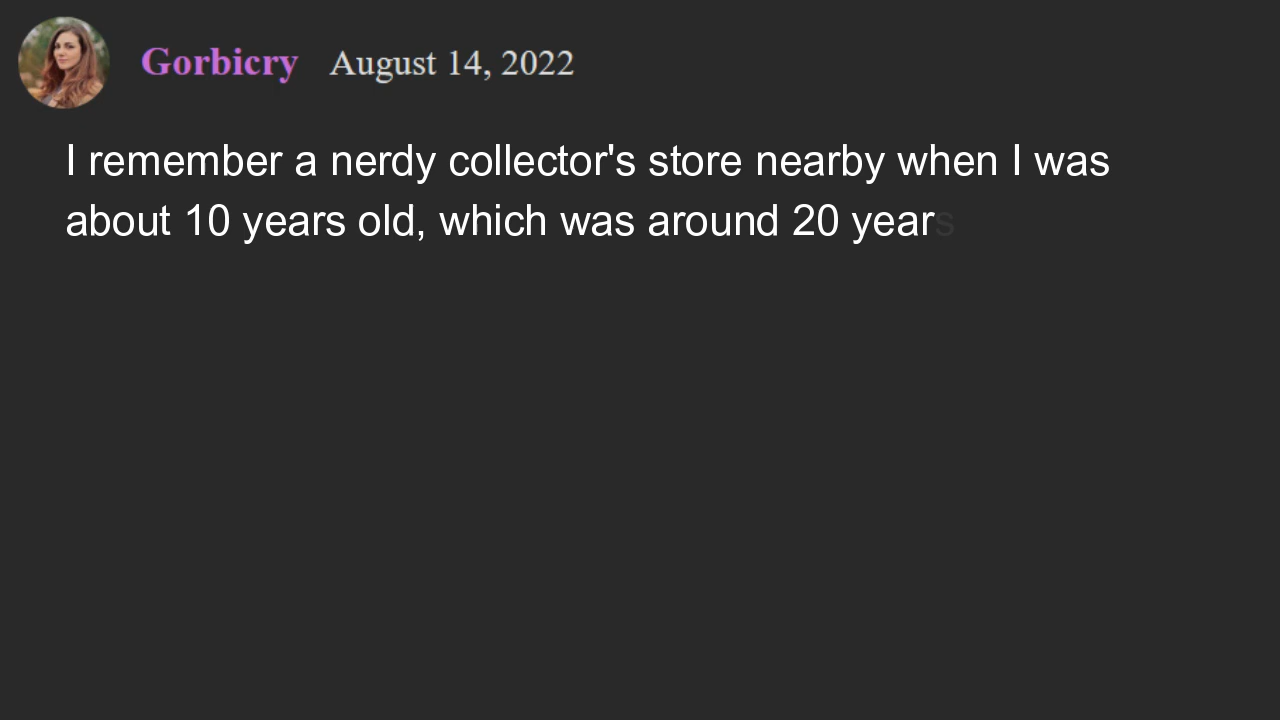 Gorbicry August 14, 2022
I remember a nerdy collector's store nearby when I was
about 10 years old, which was around 20 years